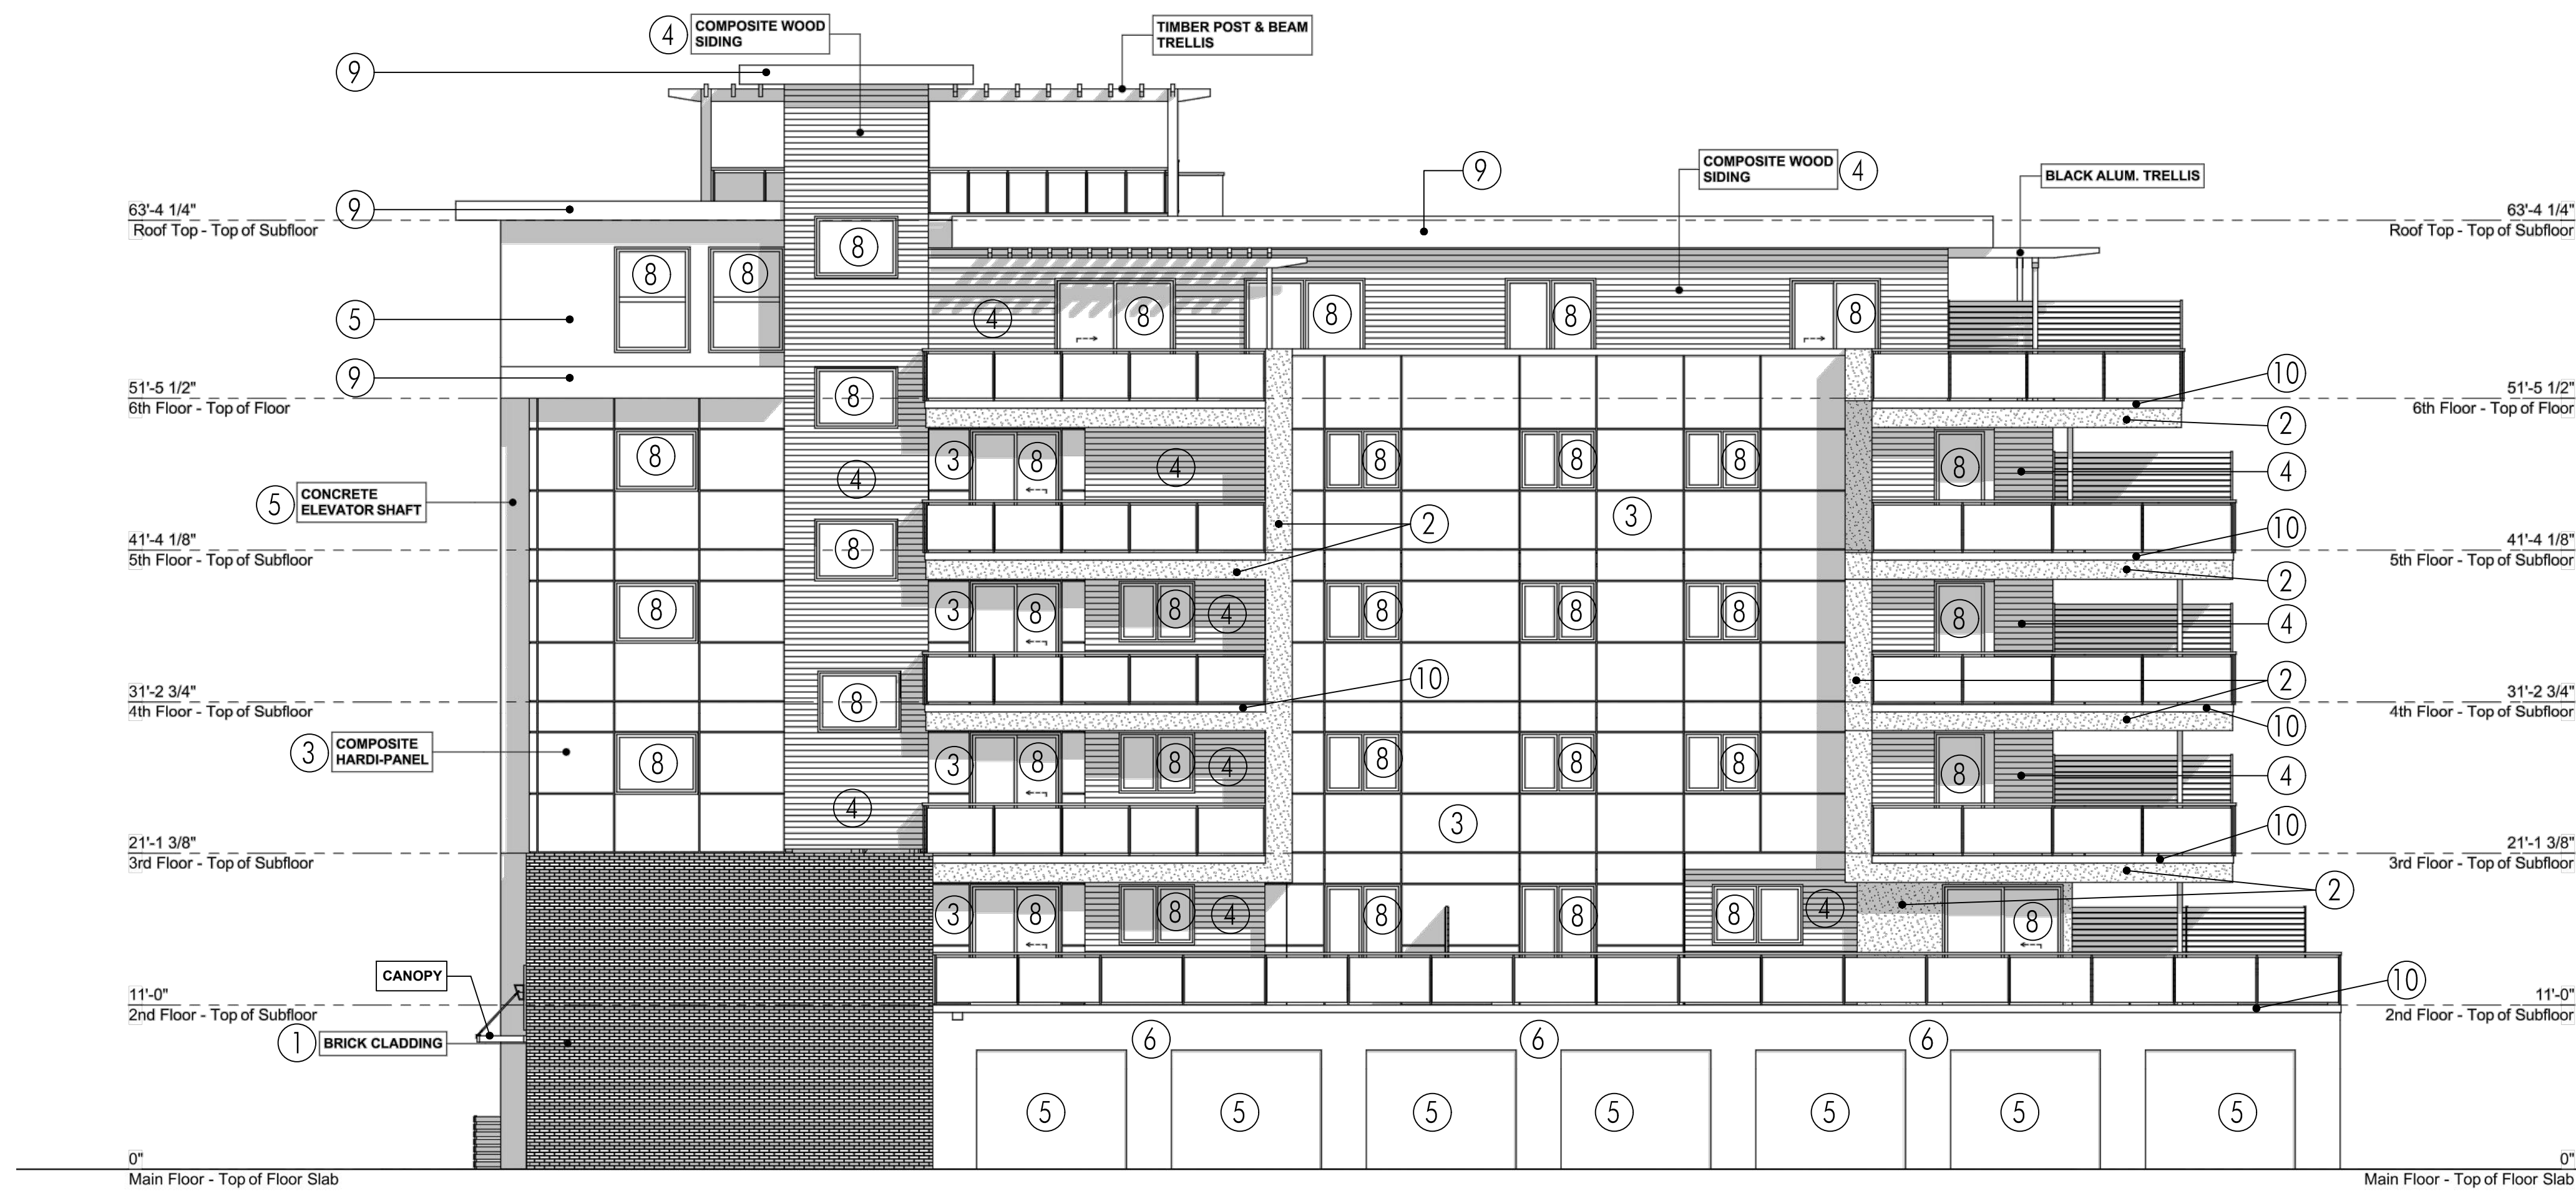 4 COMPOSITE WOOD
SIDING
TIMBER POST & BEAM
TRELLIS
9
9
COMPOSITE WOOD
SIDING 4
BLACK ALUM. TRELLIS
63'-4 1/4"
Roof Top - Top of Subfloor
9
63'-4 1/4"
Roof Top - Top of Subfloor
8
8 8
5
4 8 8 8 8
9
10
51'-5 1/2"
6th Floor - Top of Floor
8
51'-5 1/2"
6th Floor - Top of Floor
2
8 4 3 8 4 8 8 8 8 4
5 CONCRETE
ELEVATOR SHAFT
2 3
10
41'-4 1/8"
5th Floor - Top of Subfloor
8
41'-4 1/8"
5th Floor - Top of Subfloor
2
8 3 8 8 4 8 8 8 8 4
10 2
31'-2 3/4"
4th Floor - Top of Subfloor
8
31'-2 3/4"
4th Floor - Top of Subfloor
10
3 COMPOSITE
HARDI-PANEL
8 3 8 8 4 8 8 8 8 4
4 3 10
21'-1 3/8"
3rd Floor - Top of Subfloor
21'-1 3/8"
3rd Floor - Top of Subfloor
2
3 8 8 4 8 8 8 4 8
CANOPY
10
11'-0"
2nd Floor - Top of Subfloor
11'-0"
2nd Floor - Top of Subfloor
1 BRICK CLADDING
6 6 6
5 5 5 5 5 5 5
0"
Main Floor - Top of Floor Slab
0"
Main Floor - Top of Floor Slab